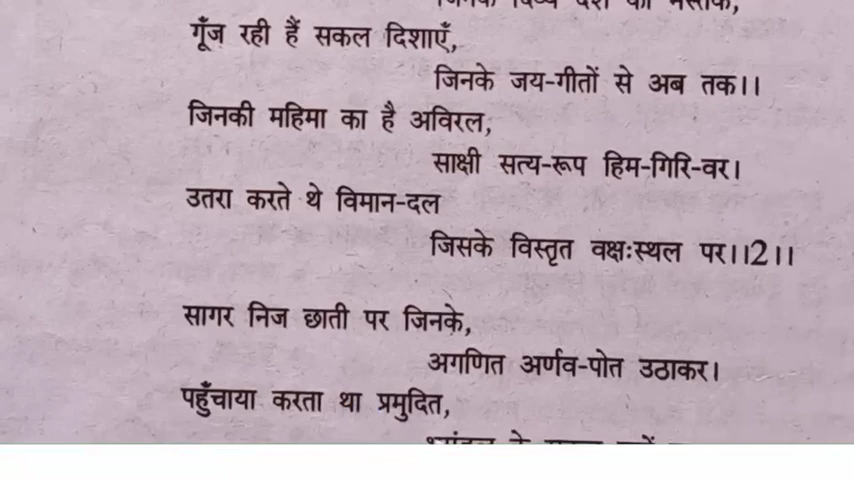 गूँज रही हैं सकल दिशाएँ,
जिनके जय-गीतों से अब तक।।
जिनकी महिमा का है अविरल,
साक्षी सत्य-रूप हिम-गिरि-वर।
उतरा करते थे विमान-दल
जिसके विस्तृत वक्षःस्थल पर।।2।।
सागर निज छाती पर जिनके,
अगणित अर्णव-पोत उठाकर।
पहुँचाया करता था प्रमुदित,